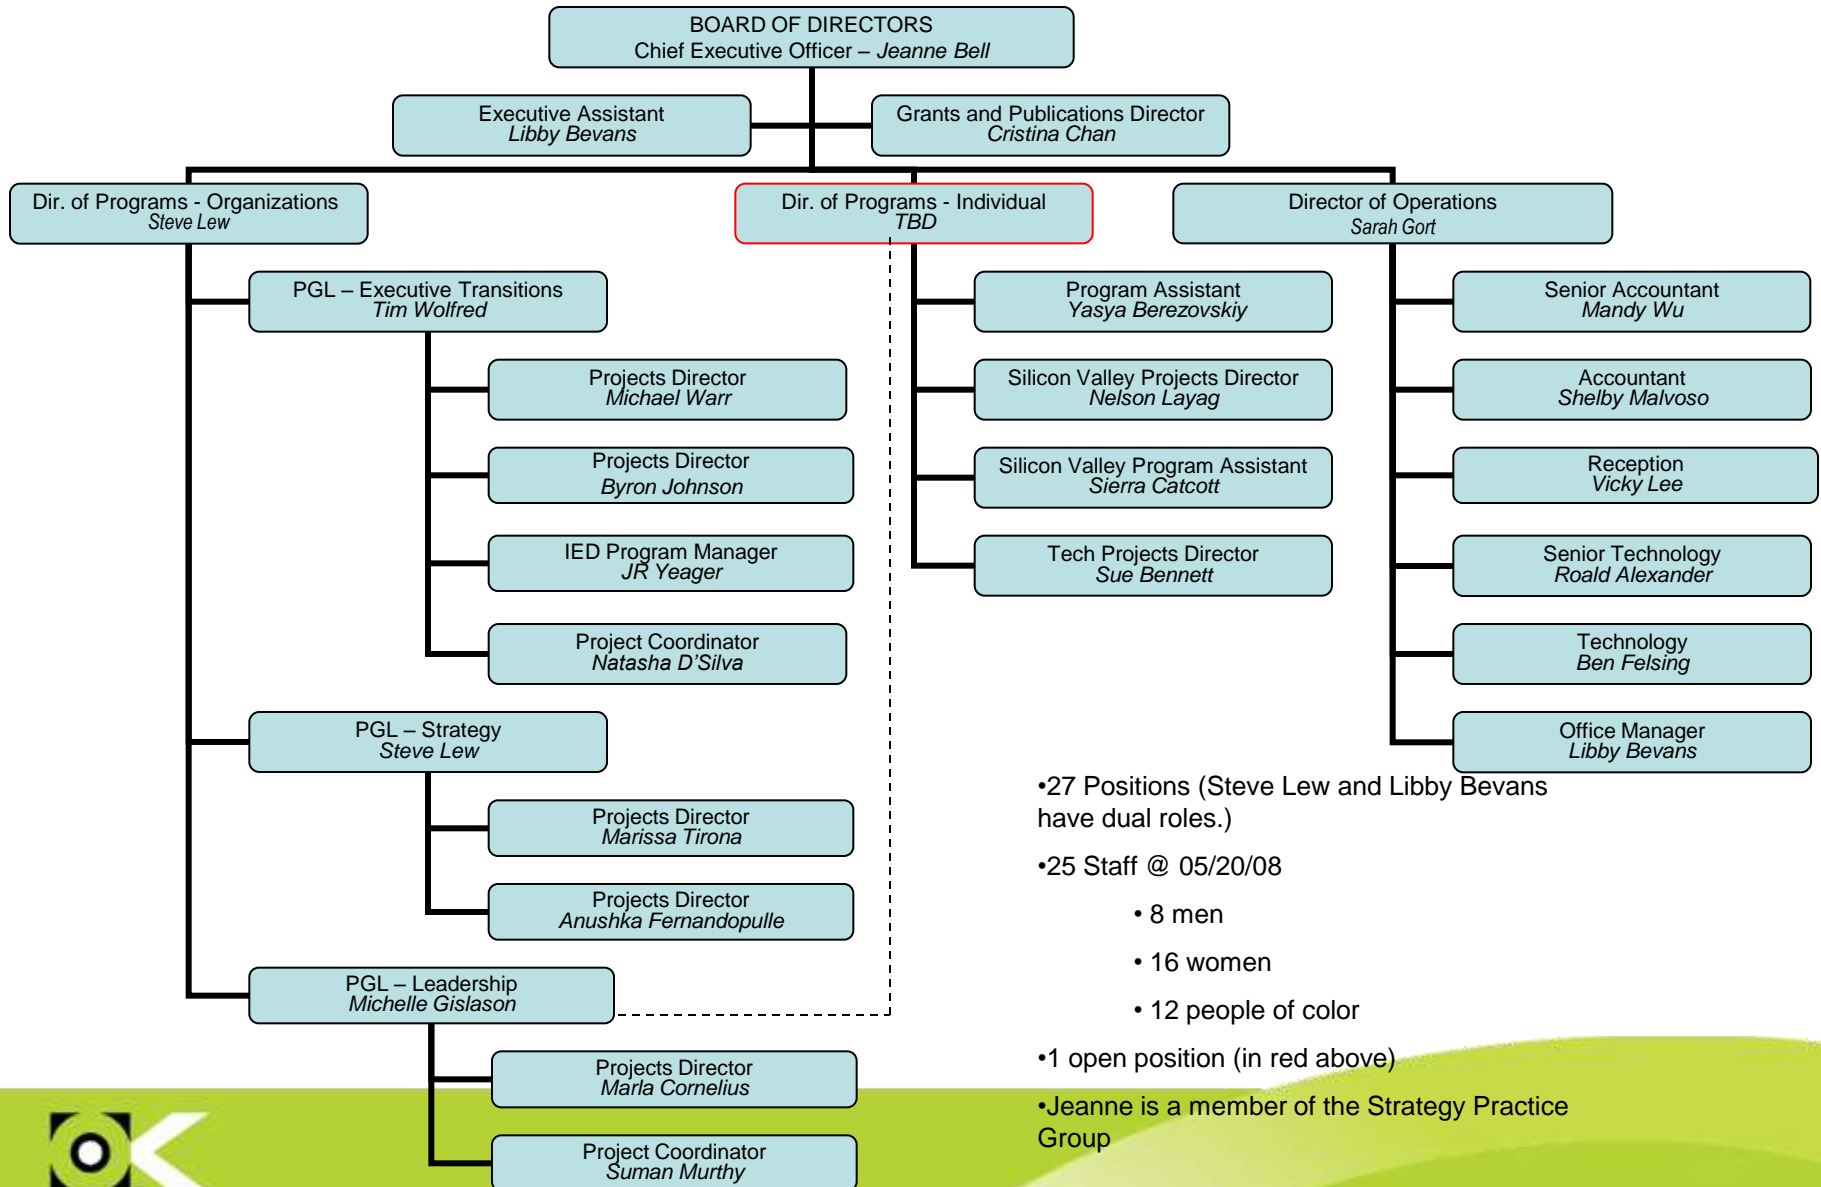 BOARD OF DIRECTORS
Chief Executive Officer – Jeanne Bell
Executive Assistant
Libby Bevans
Grants and Publications Director
Cristina Chan
Dir. of Programs - Organizations
Steve Lew
Dir. of Programs - Individual
TBD
Director of Operations
Sarah Gort
PGL – Executive Transitions
Tim Wolfred
Projects Director
Michael Warr
Projects Director
Byron Johnson
IED Program Manager
JR Yeager
Project Coordinator
Natasha D'Silva
PGL – Strategy
Steve Lew
Projects Director
Marissa Tirona
Projects Director
Anushka Fernandopulle
PGL – Leadership
Michelle Gislason
Projects Director
Marla Cornelius
Project Coordinator
Suman Murthy
Program Assistant
Yasya Berezovskiy
Silicon Valley Projects Director
Nelson Layag
Silicon Valley Program Assistant
Sierra Catcott
Tech Projects Director
Sue Bennett
Senior Accountant
Mandy Wu
Accountant
Shelby Malvoso
Reception
Vicky Lee
Senior Technology
Roald Alexander
Technology
Ben Felsing
Office Manager
Libby Bevans
•27 Positions (Steve Lew and Libby Bevans
have dual roles.)
•25 Staff @ 05/20/08
• 8 men
• 16 women
• 12 people of color
•1 open position (in red above)
•Jeanne is a member of the Strategy Practice
Group